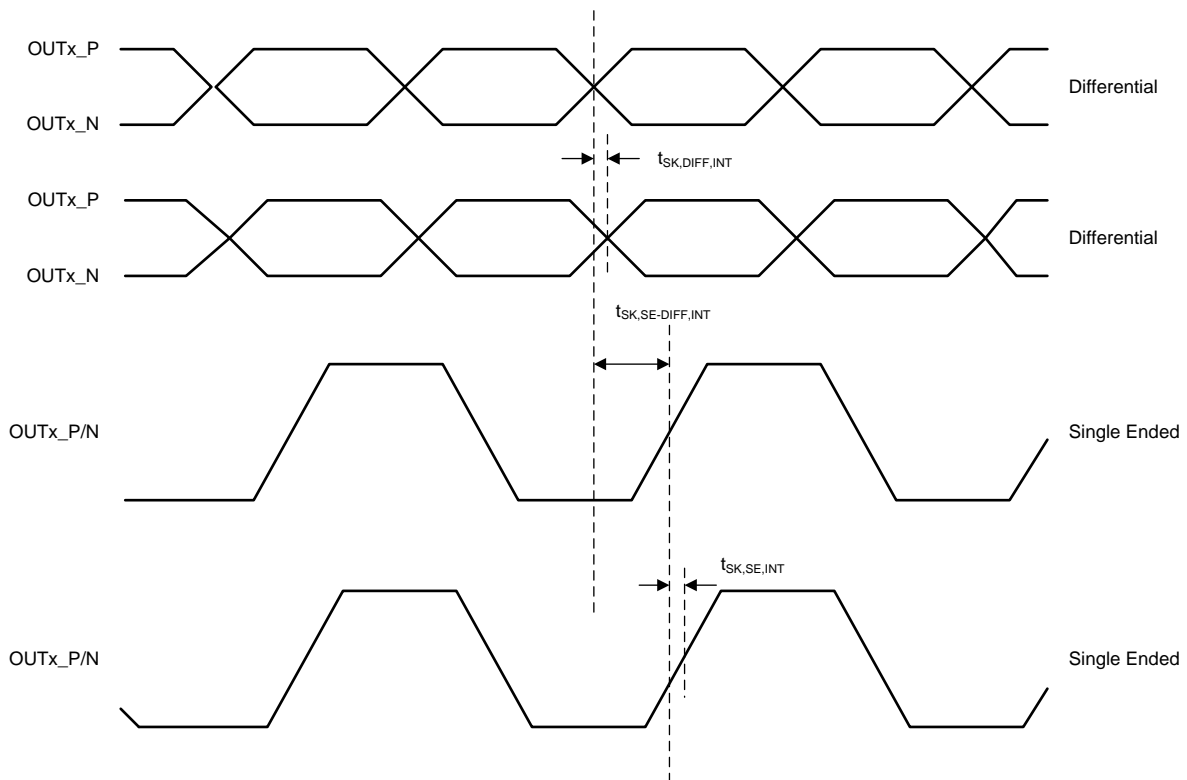 OUTx_P
Differential
OUTx_N
tSK,DIFF,INT
OUTx_P
Differential
OUTx_N
tSK,SE-DIFF,INT
OUTx_P/N
Single Ended
tSK,SE,INT
OUTx_P/N
Single Ended